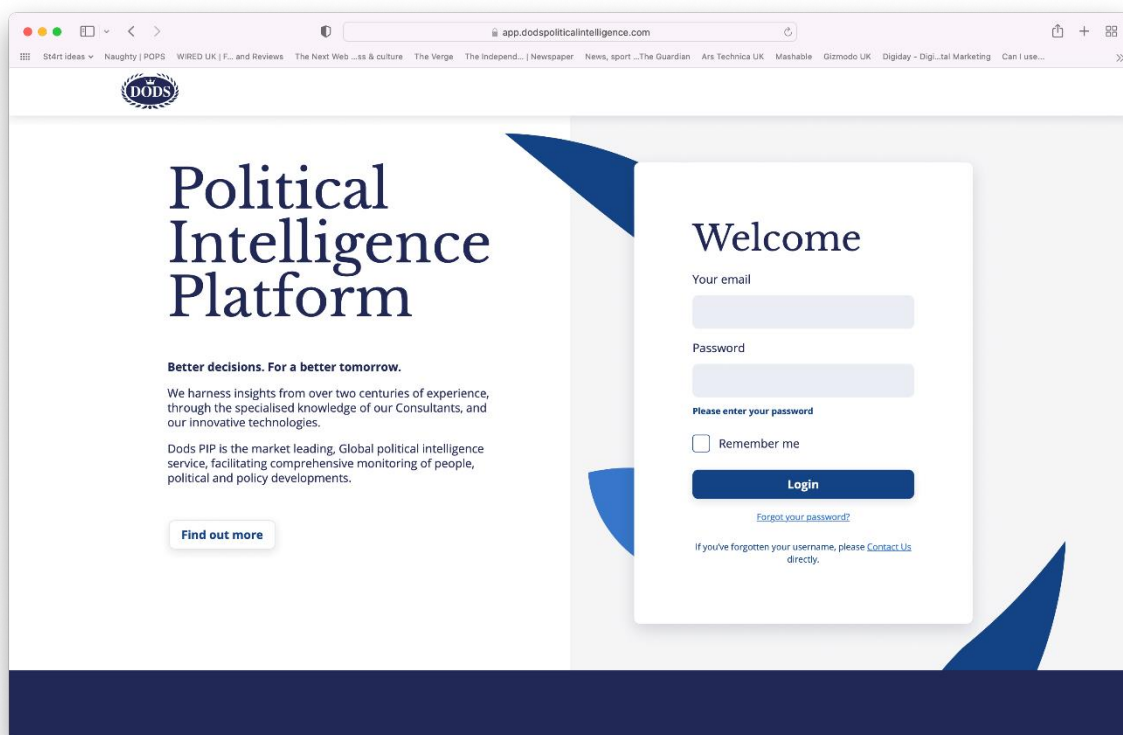 app.dodspoliticalintelligence.com
St4rt ideas
Naughty | POPS
WIRED UK | F... and Reviews
The Next Web ...ss & culture
The Verge
The Independ... | Newspaper
News, sport ...The Guardian
Ars Technica UK
Mashable
Gizmodo UK
Digiday – Digi...tal Marketing
Can I use...
DODS
Political
Intelligence
Platform
Better decisions. For a better tomorrow.
We harness insights from over two centuries of experience,
through the specialised knowledge of our Consultants, and
our innovative technologies.
Dods PIP is the market leading, Global political intelligence
service, facilitating comprehensive monitoring of people,
political and policy developments.
Find out more
Welcome
Your email
Password
Please enter your password
Remember me
Login
Forgot your password?
If you've forgotten your username, please Contact Us
directly.